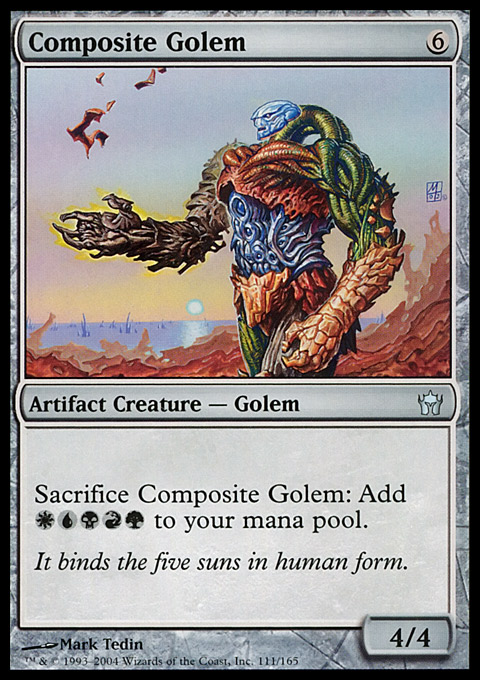 Composite Golem 6
Artifact Creature — Golem
Sacrifice Composite Golem: Add
to your mana pool.
It binds the five suns in human form.
Mark Tedin
4/4
™ & © 1993–2004 Wizards of the Coast, Inc. 111/165